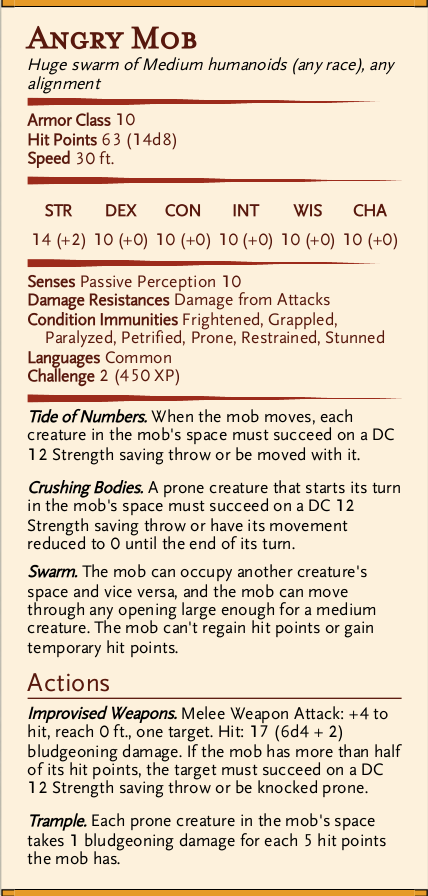 Angry Mob
Huge swarm of Medium humanoids (any race), any
alignment
Armor Class 10
Hit Points 63 (14d8)
Speed 30 ft.
STR DEX CON INT WIS CHA
14 (+2) 10 (+0) 10 (+0) 10 (+0) 10 (+0) 10 (+0)
Senses Passive Perception 10
Damage Resistances Damage from Attacks
Condition Immunities Frightened, Grappled,
Paralyzed, Petrified, Prone, Restrained, Stunned
Languages Common
Challenge 2 (450 XP)
Tide of Numbers. When the mob moves, each
creature in the mob's space must succeed on a DC
12 Strength saving throw or be moved with it.
Crushing Bodies. A prone creature that starts its turn
in the mob's space must succeed on a DC 12
Strength saving throw or have its movement
reduced to 0 until the end of its turn.
Swarm. The mob can occupy another creature's
space and vice versa, and the mob can move
through any opening large enough for a medium
creature. The mob can't regain hit points or gain
temporary hit points.
Actions
Improvised Weapons. Melee Weapon Attack: +4 to
hit, reach 0 ft., one target. Hit: 17 (6d4 + 2)
bludgeoning damage. If the mob has more than half
of its hit points, the target must succeed on a DC
12 Strength saving throw or be knocked prone.
Trample. Each prone creature in the mob's space
takes 1 bludgeoning damage for each 5 hit points
the mob has.